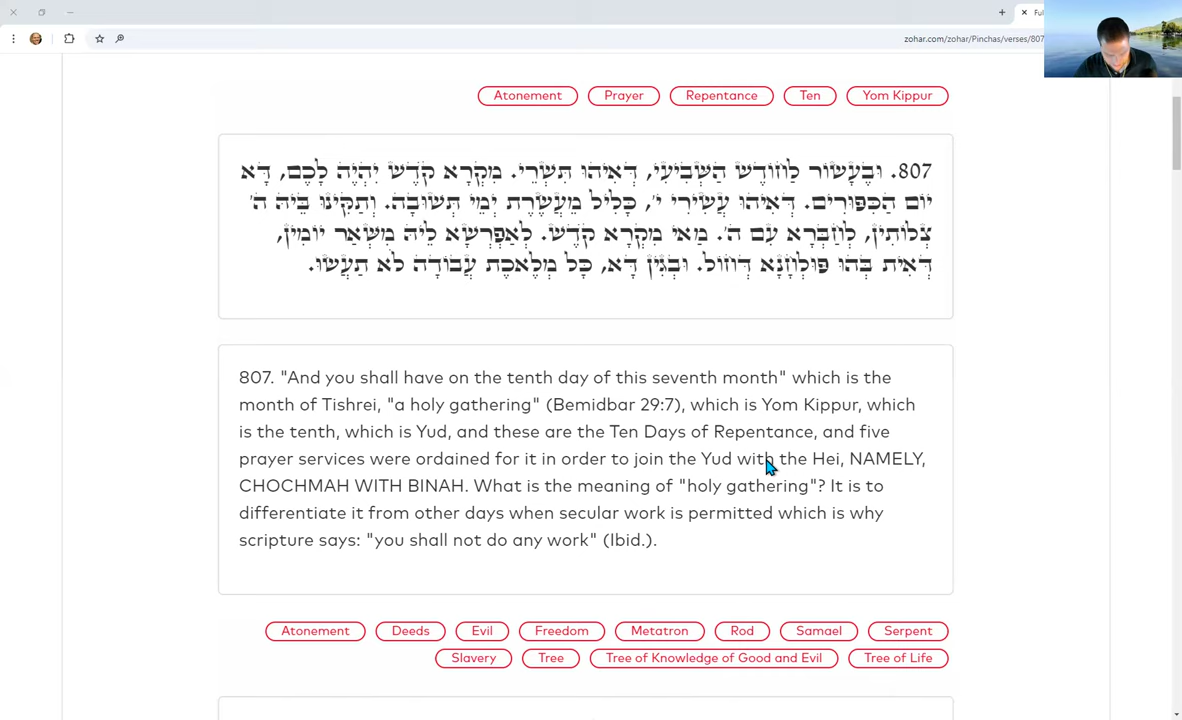 Ful
zohar.com/zohar/Pinchas/verses/807
Atonement Prayer Repentance Ten Yom Kippur
807. וּבֶעָשׂוֹר לַחוֹדֶשׁ הַשְּׁבִיעִי, דְּאִיהוּ תִּשְׁרֵי. מִקְרָא קֹדֶשׁ יִהְיֶה לָכֶם, דָּא
יוֹם הַכִּפּוּרִים. דְּאִיהוּ עֲשִׂירִי י', כָּלִיל מֵעֲשֶׂרֶת יְמֵי תְּשׁוּבָה. וְתַקִּינוּ בֵּיהּ ה'
צְלוֹתִין, לְחַבְּרָא עִם ה'. מַאי מִקְרָא קֹדֶשׁ. לְאַפְרְשָׁא לֵיהּ מִשְּׁאַר יוֹמִין,
דְּאִית בְּהוּ פּוּלְחָנָא דְּחוֹל. וּבְגִין דָּא, כָּל מְלֶאכֶת עֲבוֹדָה לֹא תַעֲשׂוּ.
807. "And you shall have on the tenth day of this seventh month" which is the
month of Tishrei, "a holy gathering" (Bemidbar 29:7), which is Yom Kippur, which
is the tenth, which is Yud, and these are the Ten Days of Repentance, and five
prayer services were ordained for it in order to join the Yud with the Hei, NAMELY,
CHOCHMAH WITH BINAH. What is the meaning of "holy gathering"? It is to
differentiate it from other days when secular work is permitted which is why
scripture says: "you shall not do any work" (Ibid.).
Atonement Deeds Evil Freedom Metatron Rod Samael Serpent
Slavery Tree Tree of Knowledge of Good and Evil Tree of Life